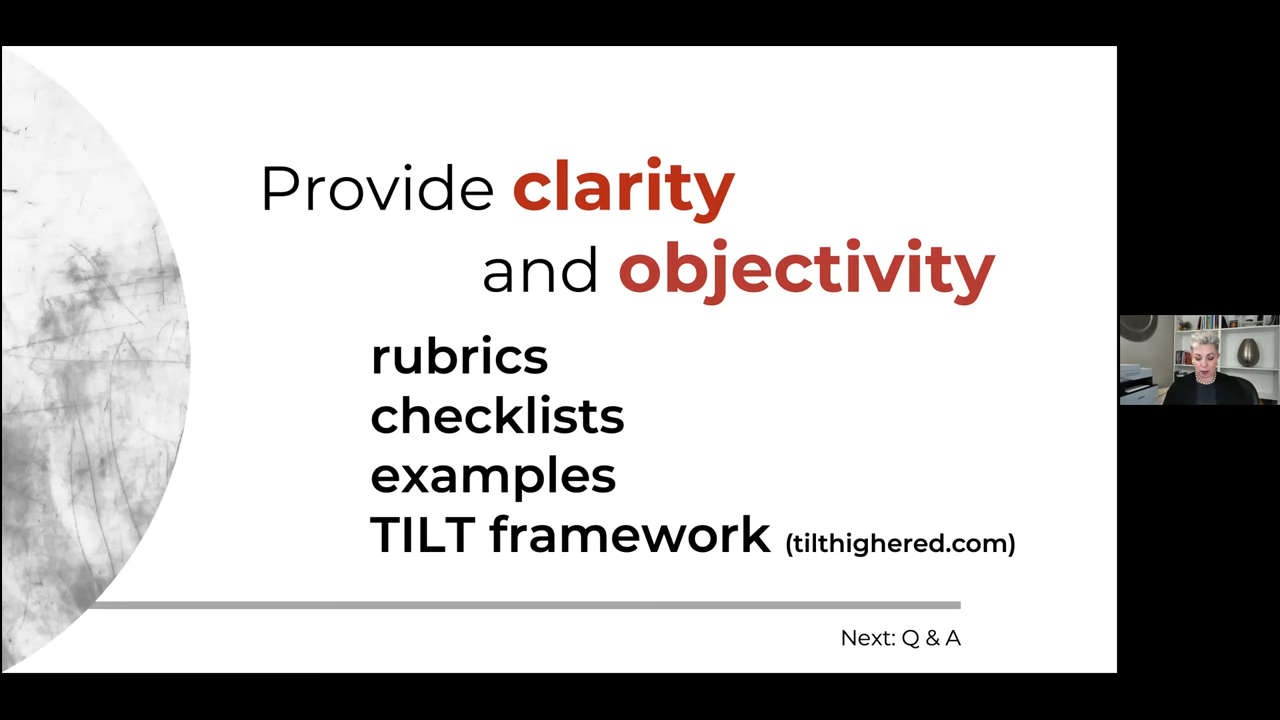 Provide clarity
and objectivity
rubrics
checklists
examples
TILT framework (tilthighered.com)
Next: Q & A